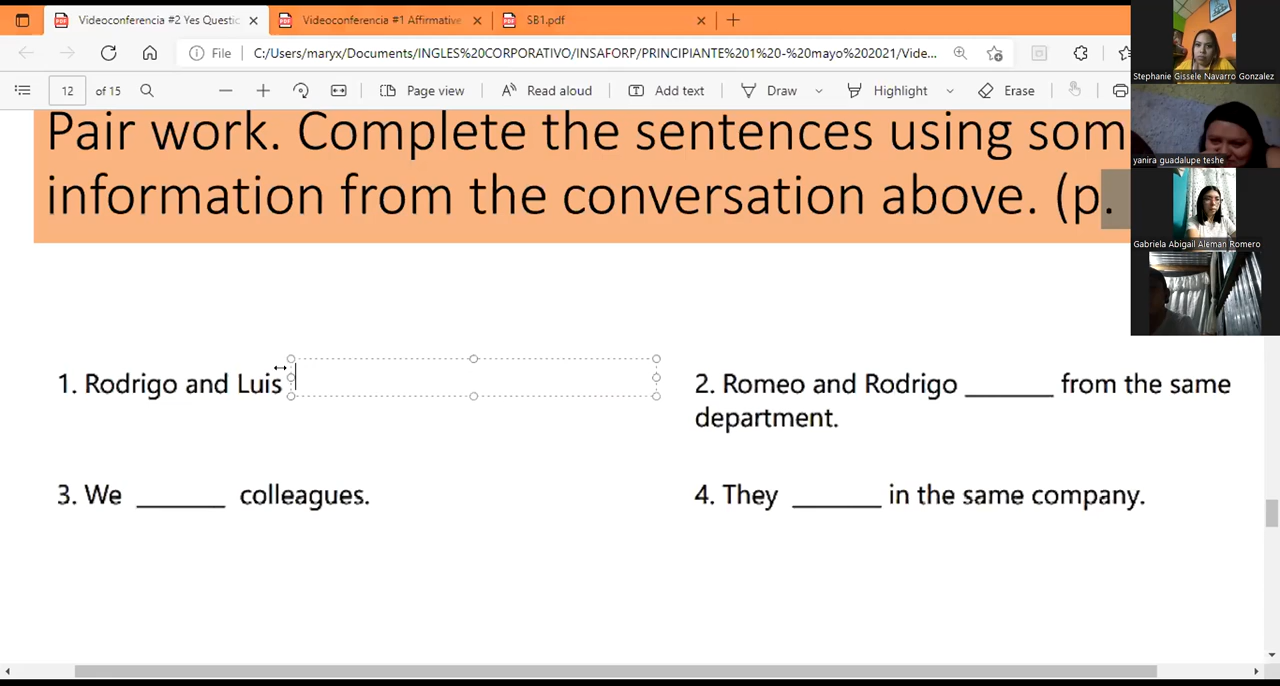 Videoconferencia #2 Yes Questic
Videoconferencia #1 Affirmative
SB1.pdf
File
C:/Users/maryx/Documents/INGLES%20CORPORATIVO/INSAFORP/PRINCIPIANTE%201%20-%20mayo%202021/Vide...
12 of 15
Page view
Read aloud
Add text
Draw
Highlight
Erase
Stephanie Gissele Navarro Gonzalez
yanira guadalupe teshe
Gabriela Abigail Aleman Romero
Pair work. Complete the sentences using som
information from the conversation above. (p.
1. Rodrigo and Luis
2. Romeo and Rodrigo ________ from the same
department.
3. We ________ colleagues.
4. They ________ in the same company.